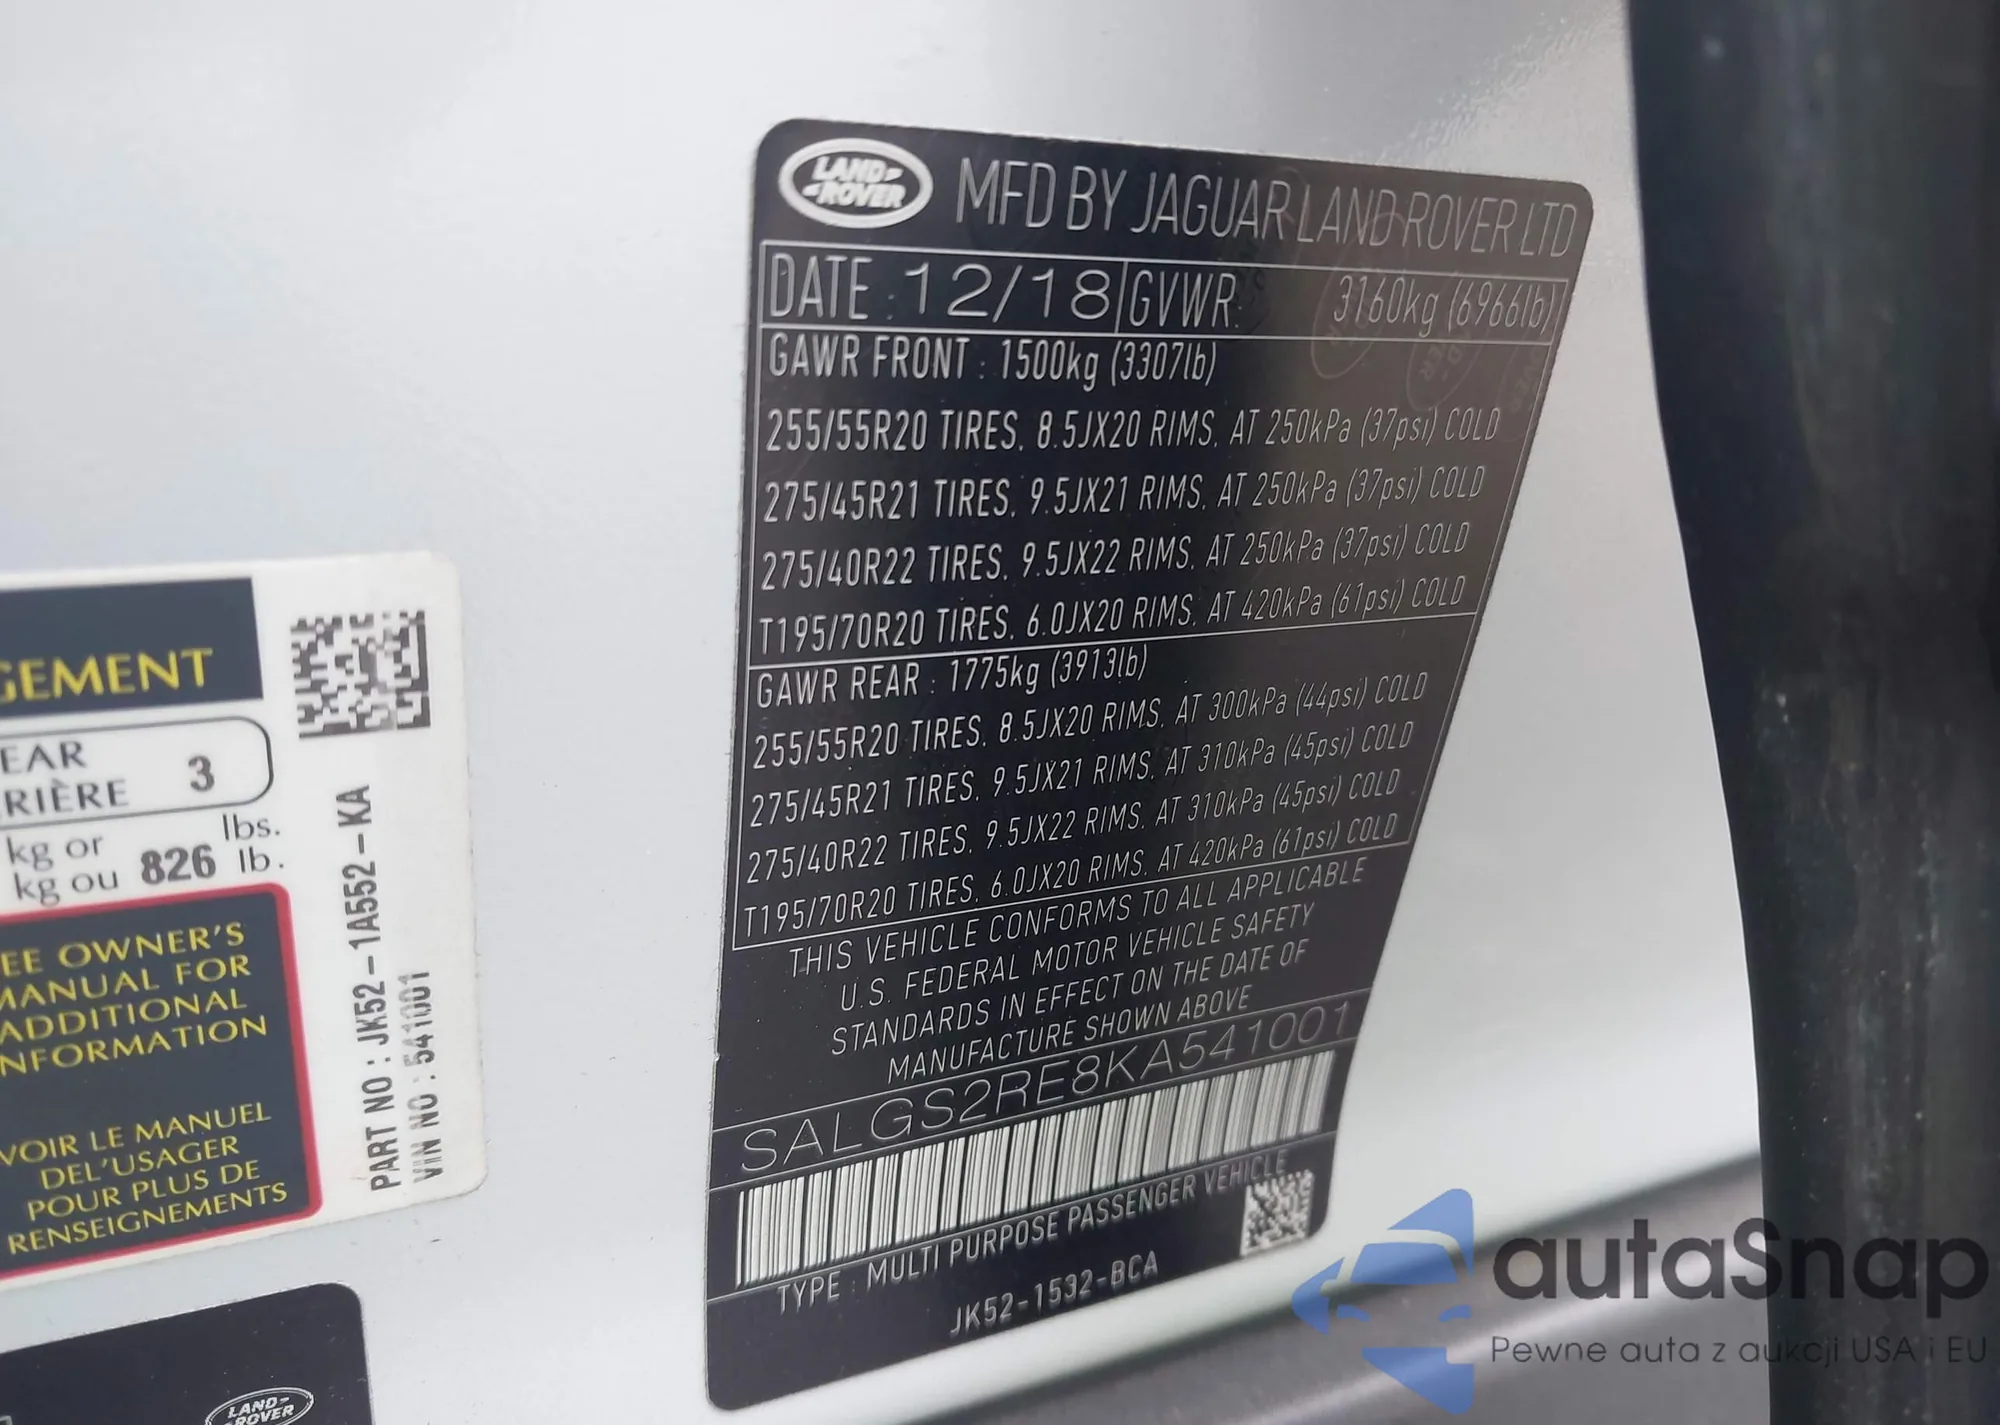 LAND ROVER
MFD BY JAGUAR LAND ROVER LTD
DATE : 12/18 GVWR: 3160kg (6966lb)
GAWR FRONT : 1500kg (3307lb)
255/55R20 TIRES, 8.5JX20 RIMS, AT 250kPa (37psi) COLD
275/45R21 TIRES, 9.5JX21 RIMS, AT 250kPa (37psi) COLD
275/40R22 TIRES, 9.5JX22 RIMS, AT 250kPa (37psi) COLD
T195/70R20 TIRES, 6.0JX20 RIMS, AT 420kPa (61psi) COLD
GAWR REAR : 1775kg (3913lb)
255/55R20 TIRES, 8.5JX20 RIMS, AT 300kPa (44psi) COLD
275/45R21 TIRES, 9.5JX21 RIMS, AT 310kPa (45psi) COLD
275/40R22 TIRES, 9.5JX22 RIMS, AT 310kPa (45psi) COLD
T195/70R20 TIRES, 6.0JX20 RIMS, AT 420kPa (61psi) COLD
THIS VEHICLE CONFORMS TO ALL APPLICABLE
U.S. FEDERAL MOTOR VEHICLE SAFETY
STANDARDS IN EFFECT ON THE DATE OF
MANUFACTURE SHOWN ABOVE
SALGS2RE8KA541001
TYPE : MULTI PURPOSE PASSENGER VEHICLE
JK52-1532-BCA
GEMENT
EAR
RIÈRE 3
kg or lbs.
kg ou 826 lb.
EE OWNER'S
MANUAL FOR
ADDITIONAL
NFORMATION
VOIR LE MANUEL
DEL'USAGER
POUR PLUS DE
RENSEIGNEMENTS
PART NO : JK52-1A552-KA
VIN NO : 541001
LAND ROVER
autaSnap
Pewne auta z aukcji USA i EU